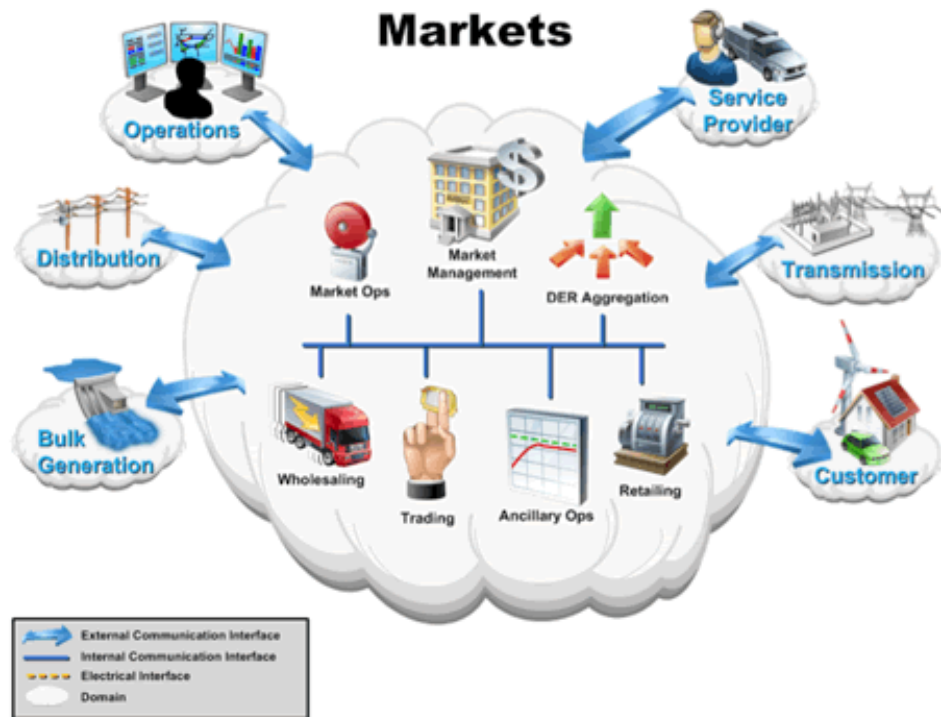 Markets
Operations
Service
Provider
Distribution
Transmission
Market Ops
Market
Management
DER Aggregation
Bulk
Generation
Customer
Wholesaling
Trading
Ancillary Ops
Retailing
External Communication Interface
Internal Communication Interface
Electrical Interface
Domain